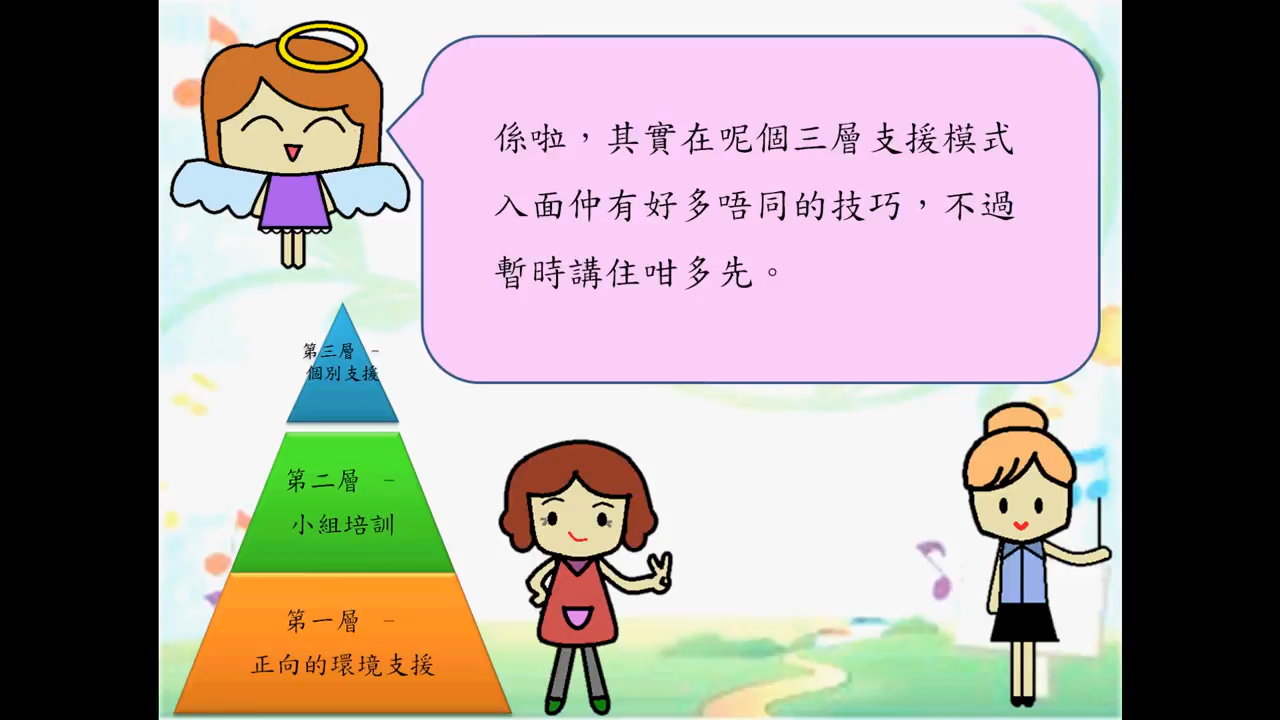 係啦，其實在呢個三層支援模式
入面仲有好多唔同的技巧，不過
暫時講住咁多先。
第三層 －
個別支援
第二層 －
小組培訓
第一層 －
正向的環境支援